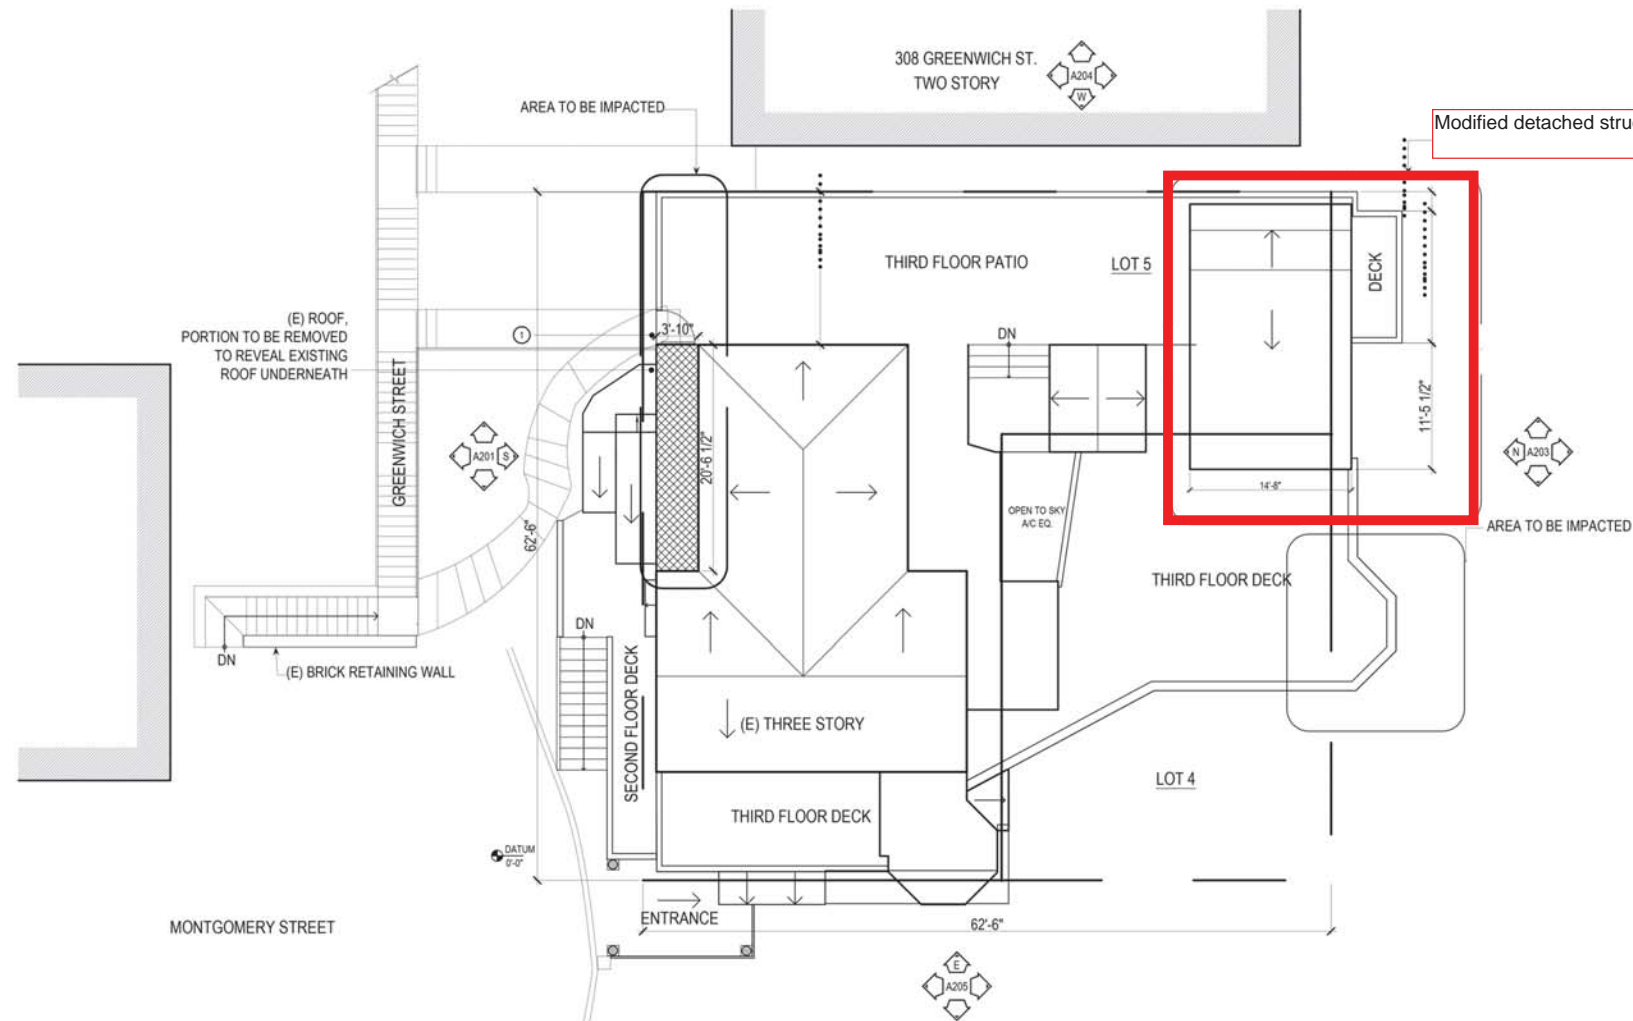 308 GREENWICH ST.
TWO STORY
A204
W
AREA TO BE IMPACTED
Modified detached
THIRD FLOOR PATIO
LOT 5
DECK
(E) ROOF,
PORTION TO BE REMOVED
TO REVEAL EXISTING
ROOF UNDERNEATH
1
3'-10"
DN
GREENWICH STREET
A201
S
20'-6 1/2"
11'-5 1/2"
N
A203
62'-6"
OPEN TO SKY
A/C EQ.
14'-8"
AREA TO BE IMPACTED
THIRD FLOOR DECK
DN
DN
(E) BRICK RETAINING WALL
SECOND FLOOR DECK
(E) THREE STORY
LOT 4
THIRD FLOOR DECK
DATUM
0'-0"
ENTRANCE
62'-6"
MONTGOMERY STREET
E
A205